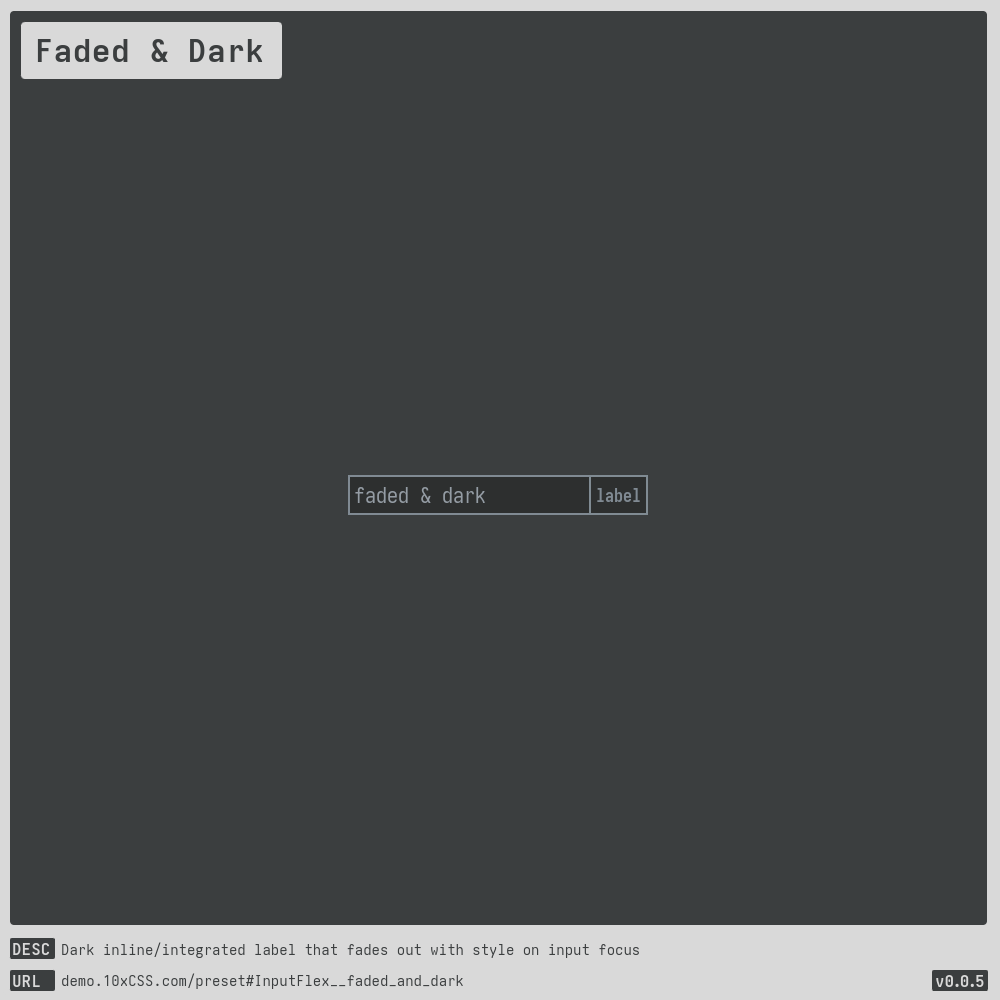 Faded & Dark
faded & dark label
DESC Dark inline/integrated label that fades out with style on input focus
URL demo.10xCSS.com/preset#InputFlex__faded_and_dark v0.0.5